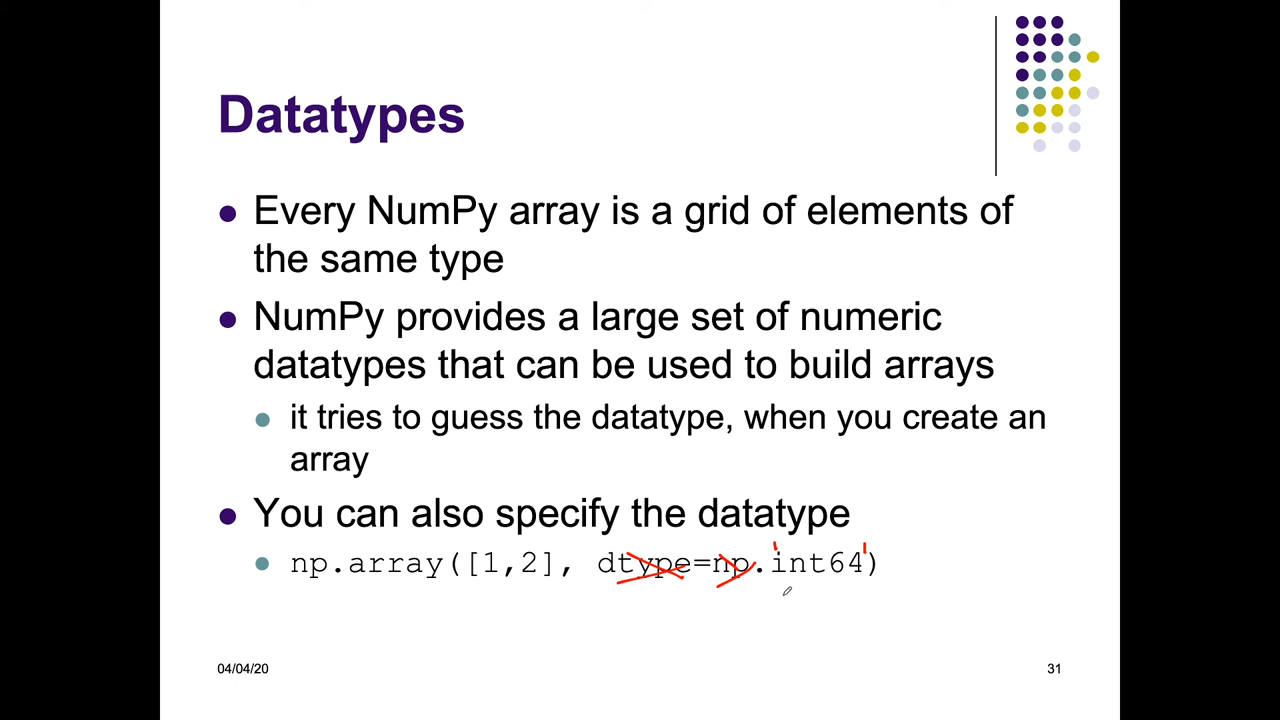 Datatypes
Every NumPy array is a grid of elements of
the same type
NumPy provides a large set of numeric
datatypes that can be used to build arrays
it tries to guess the datatype, when you create an
array
You can also specify the datatype
np.array([1,2], dtype=np.'int64')
04/04/20
31